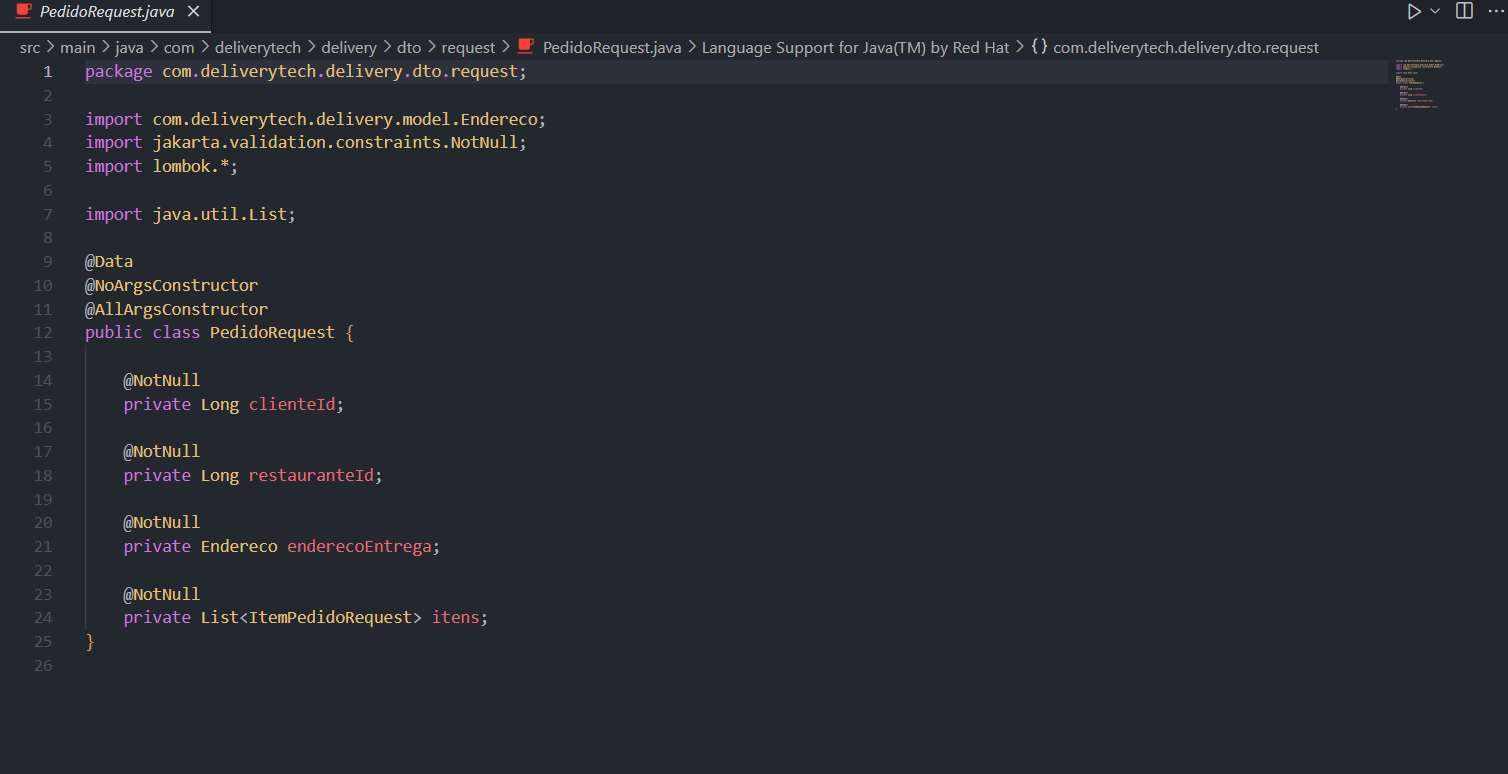 PedidoRequest.java
src > main > java > com > deliverytech > delivery > dto > request > PedidoRequest.java > Language Support for Java(TM) by Red Hat > {} com.deliverytech.delivery.dto.request
1 package com.deliverytech.delivery.dto.request;
2
3 import com.deliverytech.delivery.model.Endereco;
4 import jakarta.validation.constraints.NotNull;
5 import lombok.*;
6
7 import java.util.List;
8
9 @Data
10 @NoArgsConstructor
11 @AllArgsConstructor
12 public class PedidoRequest {
13
14     @NotNull
15     private Long clienteId;
16
17     @NotNull
18     private Long restauranteId;
19
20     @NotNull
21     private Endereco enderecoEntrega;
22
23     @NotNull
24     private List<ItemPedidoRequest> itens;
25 }
26